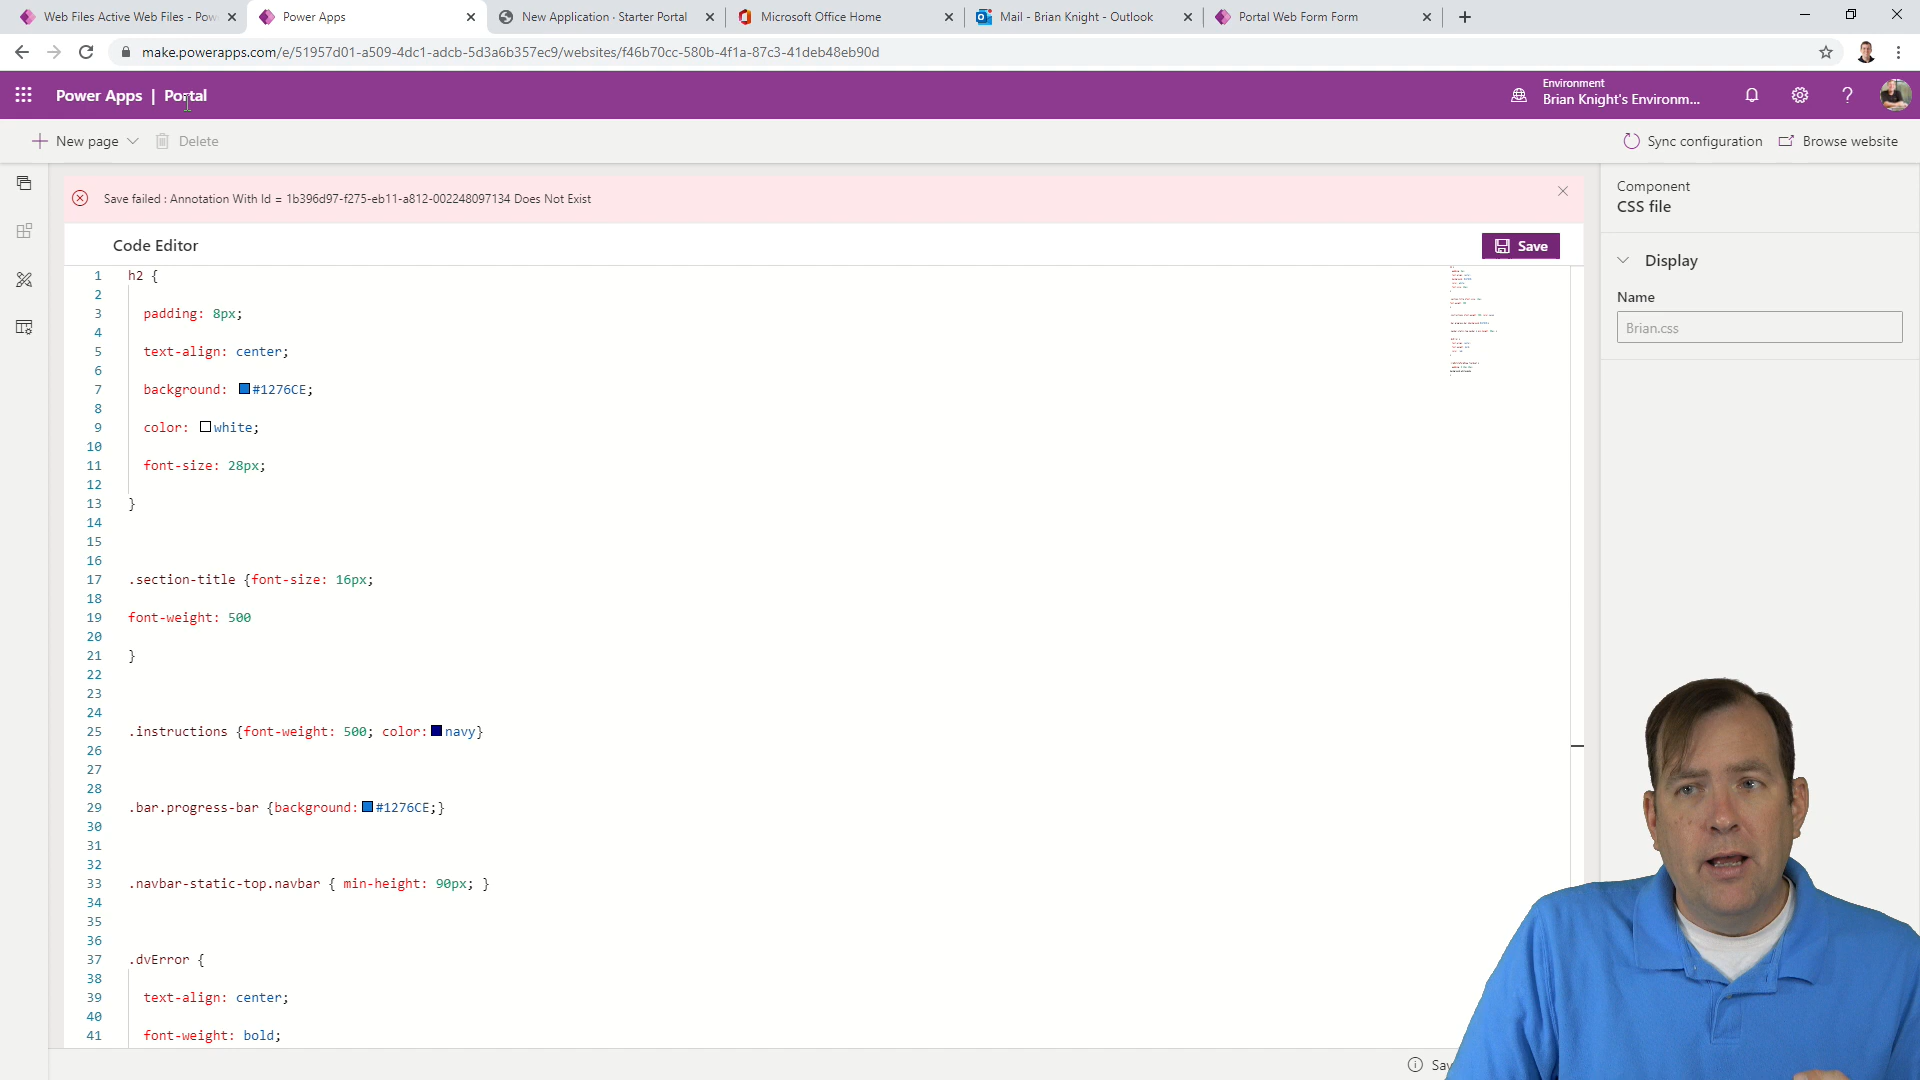 Web Files Active Web Files - Pow
Power Apps
New Application · Starter Portal
Microsoft Office Home
Mail - Brian Knight - Outlook
Portal Web Form Form
make.powerapps.com/e/51957d01-a509-4dc1-adcb-5d3a6b357ec9/websites/f46b70cc-580b-4f1a-87c3-41deb48eb90d
Power Apps | Portal
Environment
Brian Knight's Environm...
New page
Delete
Sync configuration
Browse website
Save failed : Annotation With Id = 1b396d97-f275-eb11-a812-002248097134 Does Not Exist
Component
CSS file
Code Editor
Save
Display
Name
Brian.css
1 h2 {
2
3 padding: 8px;
4
5 text-align: center;
6
7 background: #1276CE;
8
9 color: white;
10
11 font-size: 28px;
12
13 }
14
15
16
17 .section-title {font-size: 16px;
18
19 font-weight: 500
20
21 }
22
23
24
25 .instructions {font-weight: 500; color: navy}
26
27
28
29 .bar.progress-bar {background: #1276CE;}
30
31
32
33 .navbar-static-top.navbar { min-height: 90px; }
34
35
36
37 .dvError {
38
39 text-align: center;
40
41 font-weight: bold;